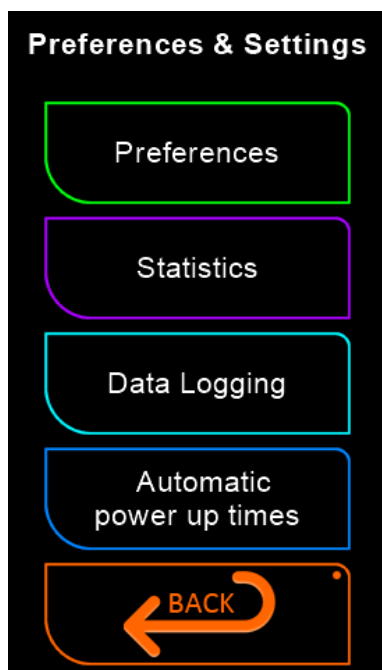 Preferences & Settings
Preferences
Statistics
Data Logging
Automatic
power up times
BACK